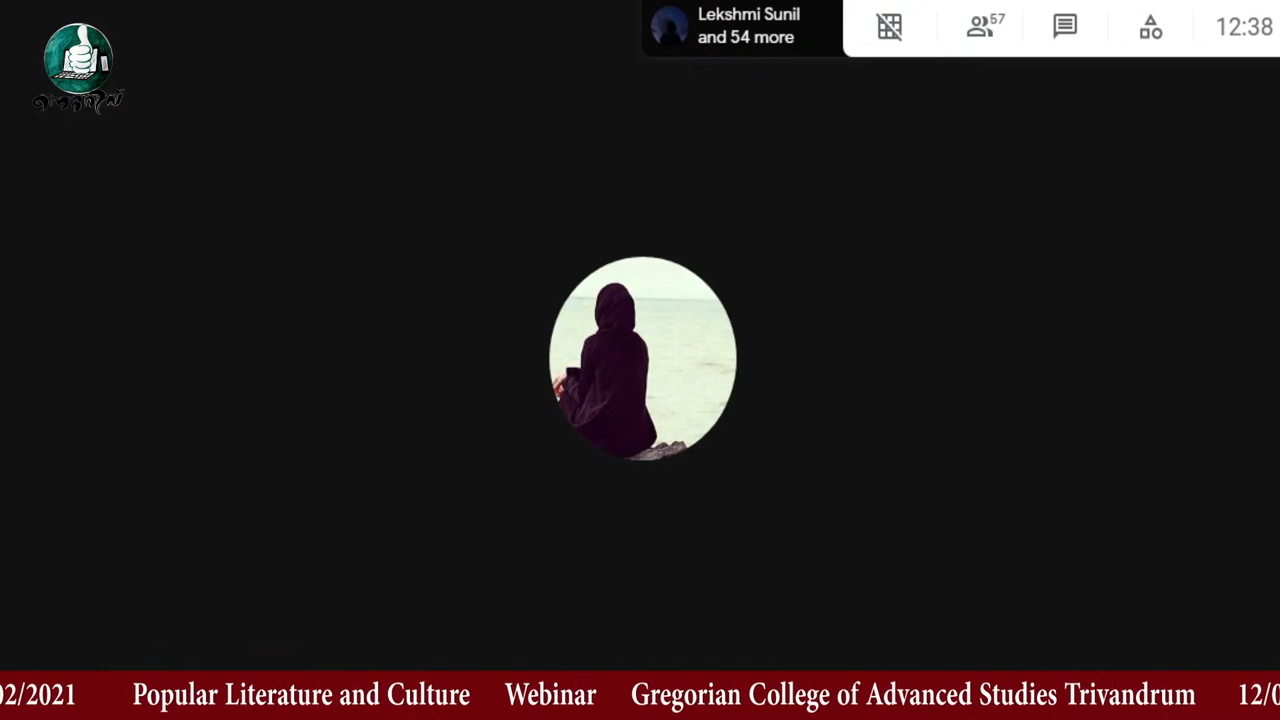 Lekshmi Sunil
and 54 more
57
12:38
02/2021 Popular Literature and Culture Webinar Gregorian College of Advanced Studies Trivandrum 12/0